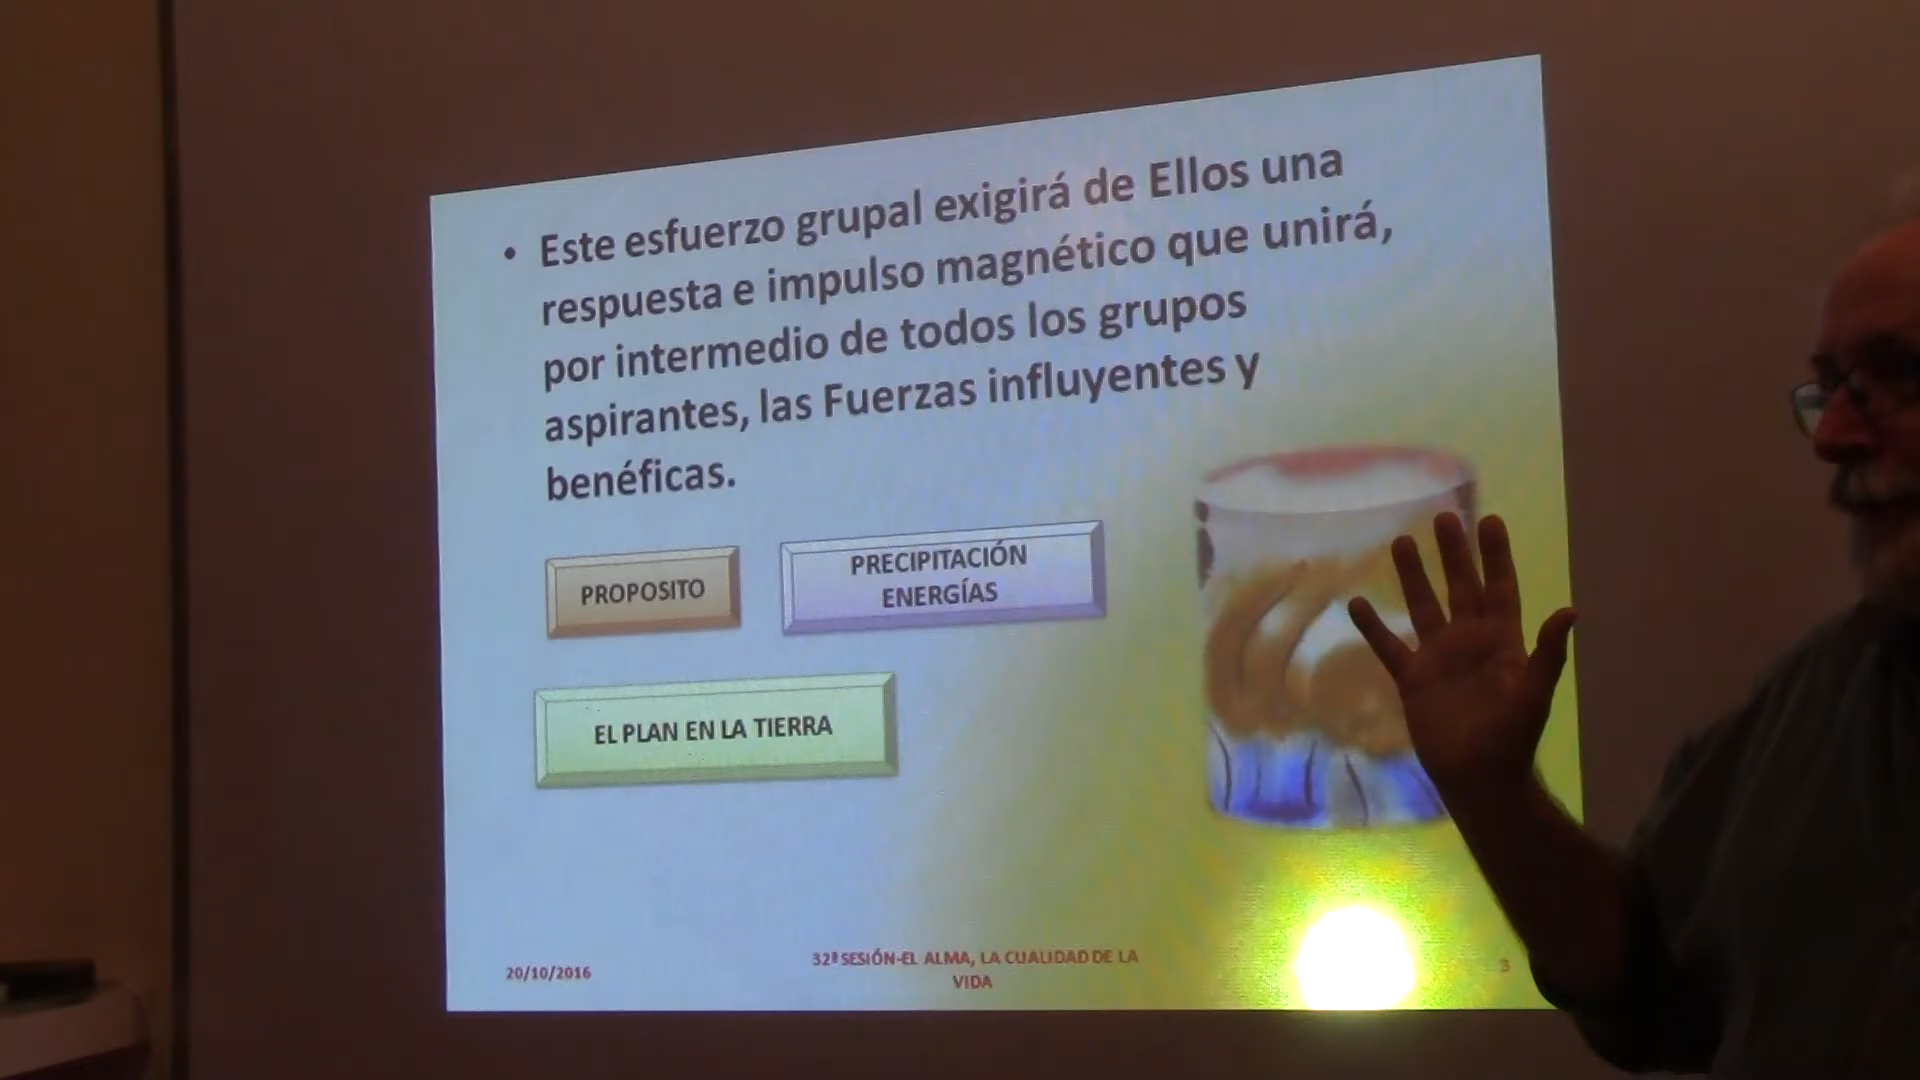 • Este esfuerzo grupal exigirá de Ellos una
respuesta e impulso magnético que unirá,
por intermedio de todos los grupos
aspirantes, las Fuerzas influyentes y
benéficas.
PROPOSITO
PRECIPITACIÓN
ENERGÍAS
EL PLAN EN LA TIERRA
20/10/2016
32ª SESIÓN-EL ALMA, LA CUALIDAD DE LA
VIDA
3